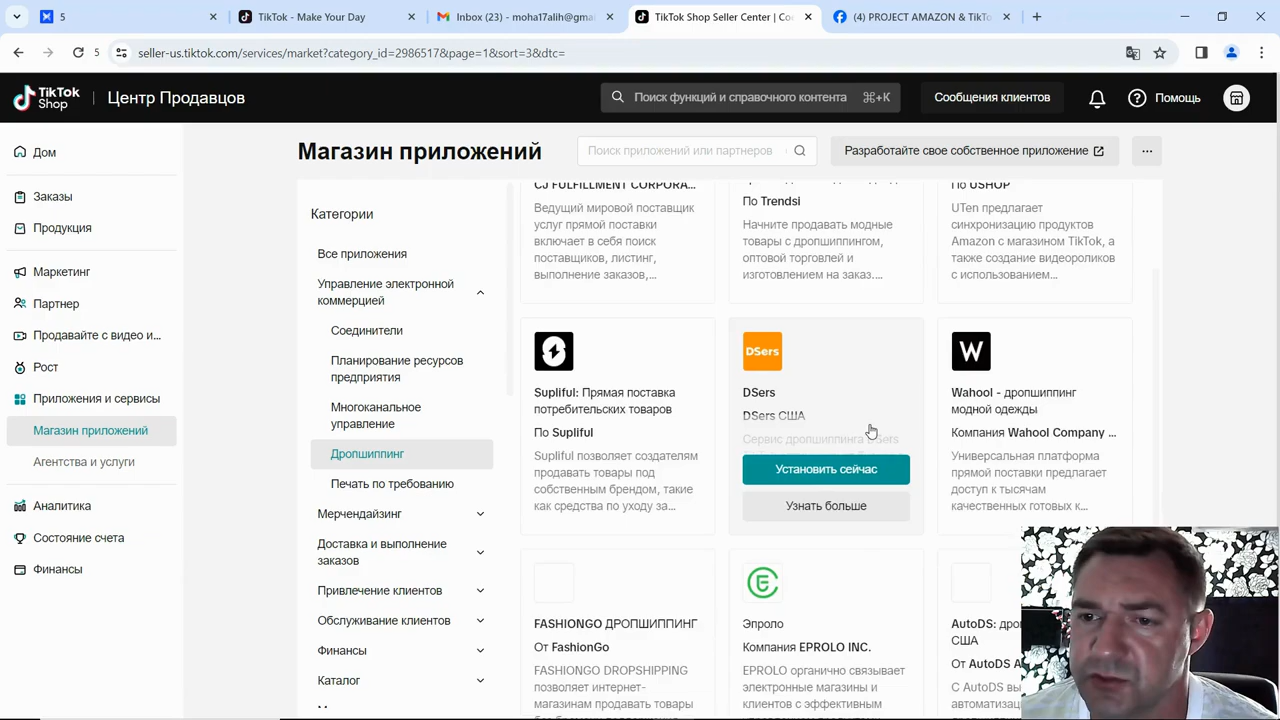 5
TikTok - Make Your Day
Inbox (23) - moha17alih@gmai
TikTok Shop Seller Center | Co
(4) PROJECT AMAZON & TikTo
5
seller-us.tiktok.com/services/market?category_id=2986517&page=1&sort=3&dtc=
TikTok
Shop
Центр Продавцов
Поиск функций и справочного контента
⌘+K
Сообщения клиентов
Помощь
Дом
Заказы
Продукция
Маркетинг
Партнер
Продавайте с видео и...
Рост
Приложения и сервисы
Магазин приложений
Агентства и услуги
Аналитика
Состояние счета
Финансы
Магазин приложений
Поиск приложений или партнеров
Разработайте свое собственное приложение
Категории
Все приложения
Управление электронной
коммерцией
Соединители
Планирование ресурсов
предприятия
Многоканальное
управление
Дропшиппинг
Печать по требованию
Мерчендайзинг
Доставка и выполнение
заказов
Привлечение клиентов
Обслуживание клиентов
Финансы
Каталог
CJ FULFILLMENT CORPORA...
Ведущий мировой поставщик
услуг прямой поставки
включает в себя поиск
поставщиков, листинг,
выполнение заказов,...
По Trendsi
Начните продавать модные
товары с дропшиппингом,
оптовой торговлей и
изготовлением на заказ....
По USHOP
UTen предлагает
синхронизацию продуктов
Amazon с магазином TikTok, а
также создание видеороликов
с использованием...
Supliful: Прямая поставка
потребительских товаров
По Supliful
Supliful позволяет создателям
продавать товары под
собственным брендом, такие
как средства по уходу за...
DSers
DSers
DSers США
Сервис дропшиппинга DSers
Установить сейчас
Узнать больше
W
Wahool - дропшиппинг
модной одежды
Компания Wahool Company ...
Универсальная платформа
прямой поставки предлагает
доступ к тысячам
качественных готовых к...
FASHIONGO ДРОПШИППИНГ
От FashionGo
FASHIONGO DROPSHIPPING
позволяет интернет-
магазинам продавать товары
Эпроло
Компания EPROLO INC.
EPROLO органично связывает
электронные магазины и
клиентов с эффективным
AutoDS: дро
США
От AutoDS A
С AutoDS
автоматизац